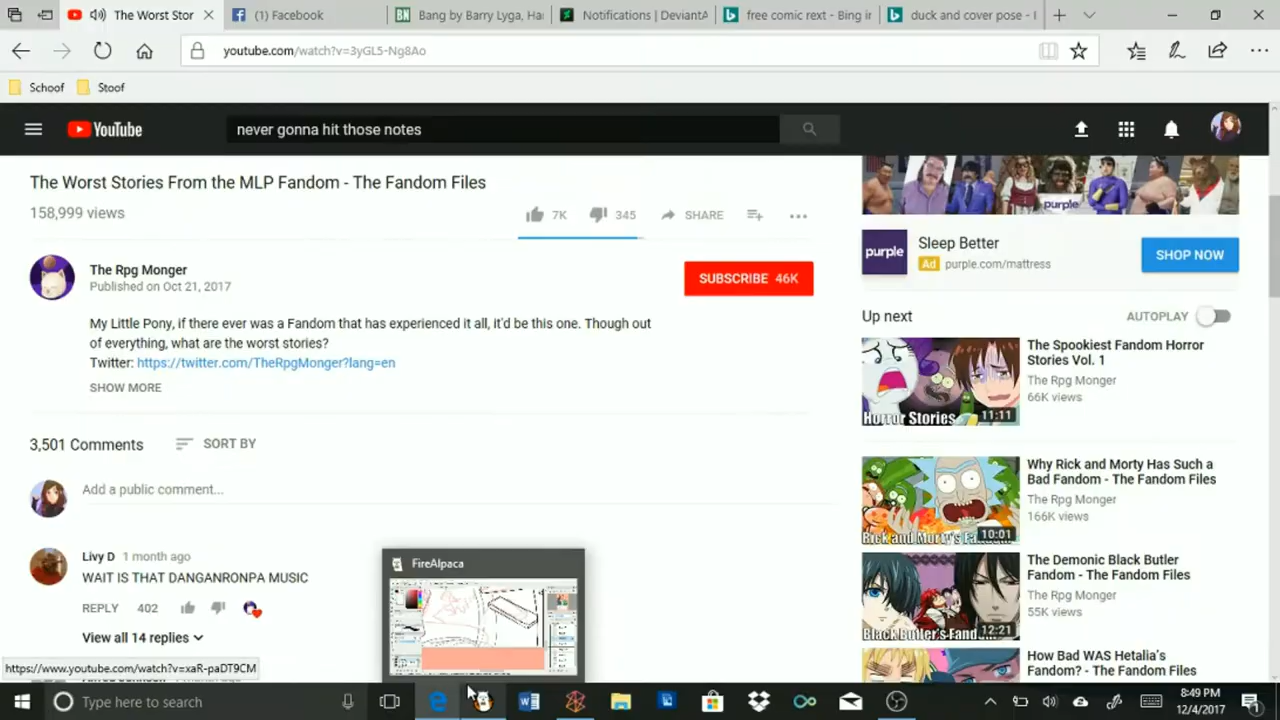 The Worst Stor
(1) Facebook
BN Bang by Barry Lyga, Har
Notifications | DeviantA
free comic rext - Bing ir
duck and cover pose - I
youtube.com/watch?v=3yGL5-Ng8Ao
Schoof
Stoof
YouTube
never gonna hit those notes
The Worst Stories From the MLP Fandom - The Fandom Files
158,999 views
7K
345
SHARE
purple
purple
Sleep Better
Ad purple.com/mattress
SHOP NOW
The Rpg Monger
Published on Oct 21, 2017
SUBSCRIBE 46K
My Little Pony, if there ever was a Fandom that has experienced it all, it'd be this one. Though out
of everything, what are the worst stories?
Twitter: https://twitter.com/TheRpgMonger?lang=en
SHOW MORE
Up next
AUTOPLAY
The Spookiest Fandom Horror
Stories Vol. 1
The Rpg Monger
66K views
Horror Stories
11:11
3,501 Comments
SORT BY
Add a public comment...
Why Rick and Morty Has Such a
Bad Fandom - The Fandom Files
The Rpg Monger
166K views
Rick and Morty's Fandom
10:01
Livy D 1 month ago
WAIT IS THAT DANGANRONPA MUSIC
REPLY 402
View all 14 replies
FireAlpaca
The Demonic Black Butler
Fandom - The Fandom Files
The Rpg Monger
55K views
Black Butler's Fandom
12:21
How Bad WAS Hetalia's
Fandom? - The Fandom Files
https://www.youtube.com/watch?v=xaR-paDT9CM
Type here to search
8:49 PM
12/4/2017